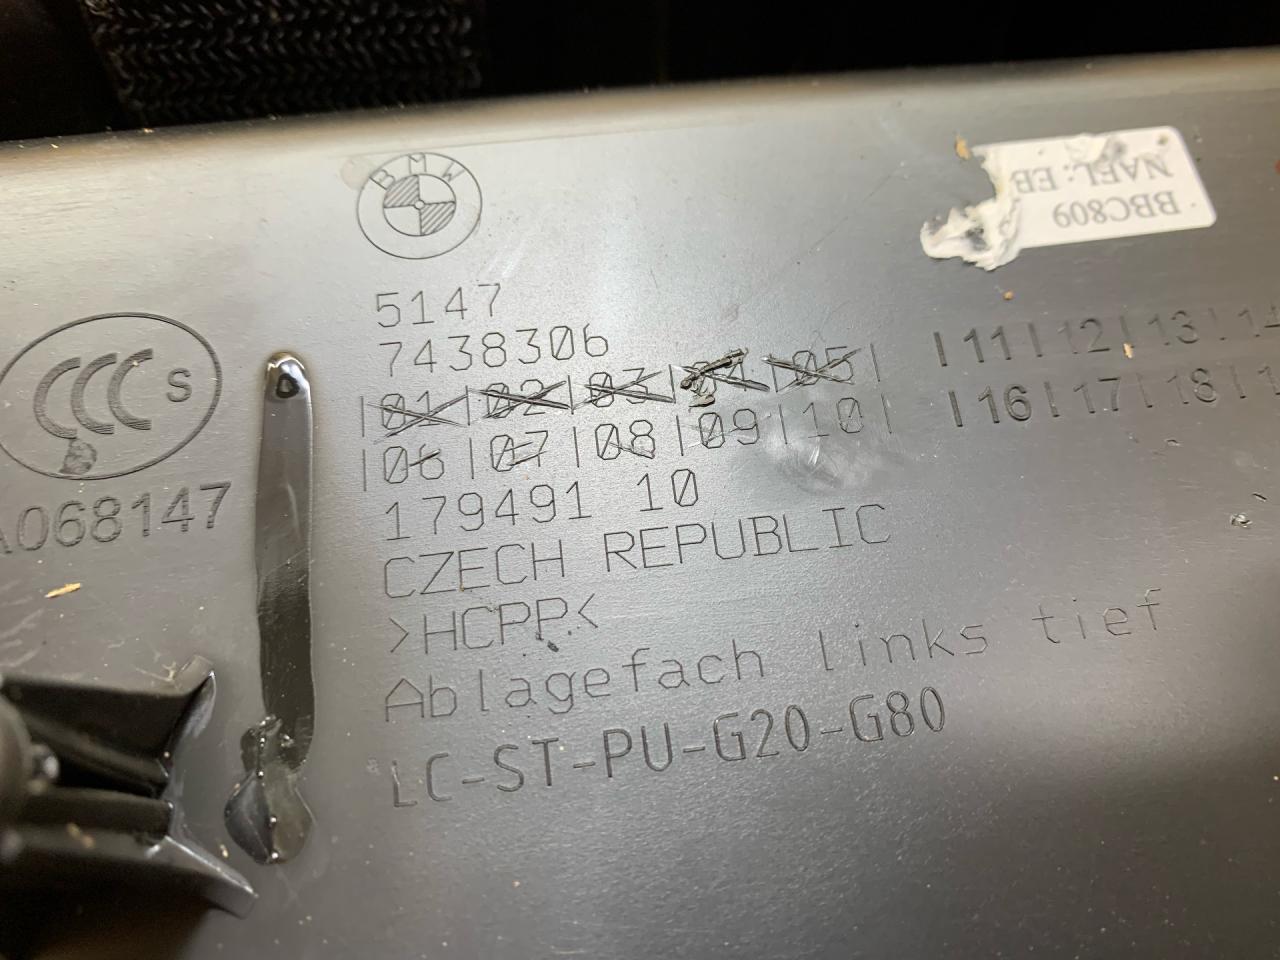 BMW
5147
7438306
|01|02|03|04|05|
|06|07|08|09|10|
179491 10
CZECH REPUBLIC
>HCPP<
Ablagefach links tief
LC-ST-PU-G20-G80
CCC S
A068147
|11|12|13|14
|16|17|18|
BBC809
NAEL: EB